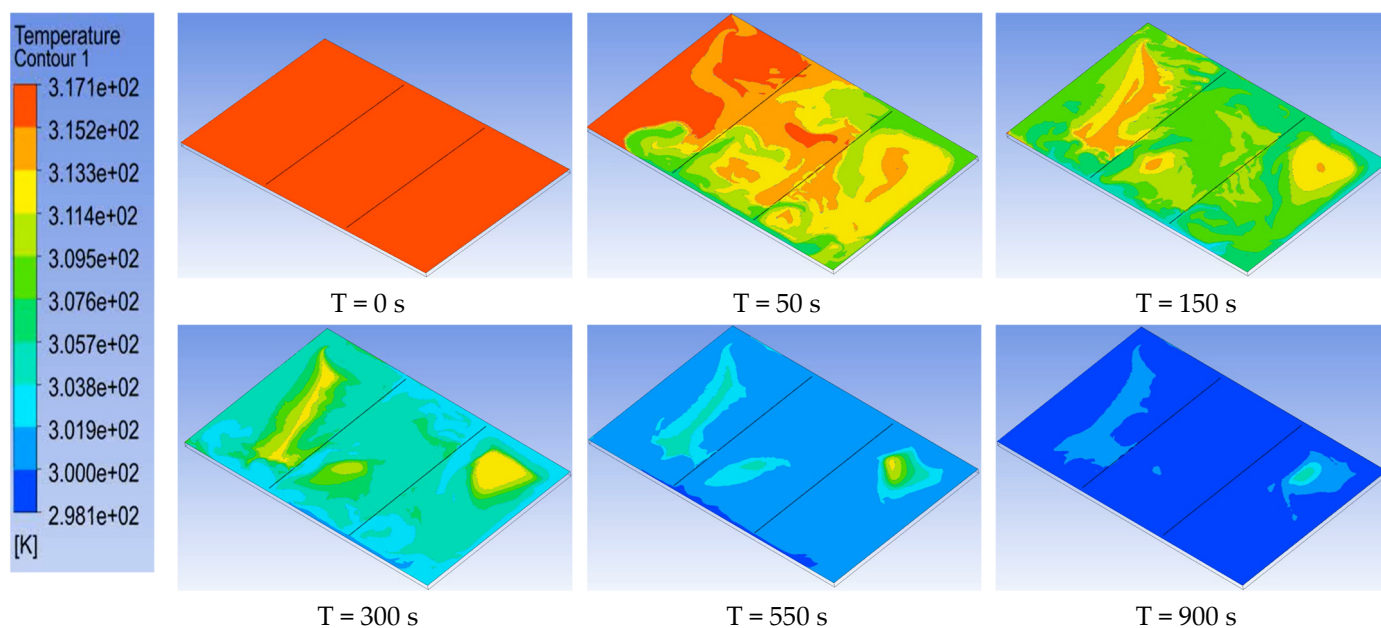 Temperature
Contour 1
3.171e+02
3.152e+02
3.133e+02
3.114e+02
3.095e+02
3.076e+02
3.057e+02
3.038e+02
3.019e+02
3.000e+02
2.981e+02
[K]
T = 0 s
T = 50 s
T = 150 s
T = 300 s
T = 550 s
T = 900 s